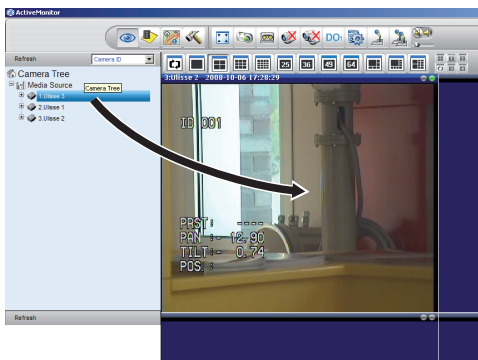 ActiveMonitor
DO!
Refresh
Camera ID
25 36 49 64
Camera Tree
Media Source
Camera Tree
1.Ulisse 3
2.Ulisse 1
3.Ulisse 2
3:Ulisse 2 2008-10-06 17:20:29
ID 001
PRST: ----
PAN :- 12.90
TILT:- 0.74
POS.:
Refresh